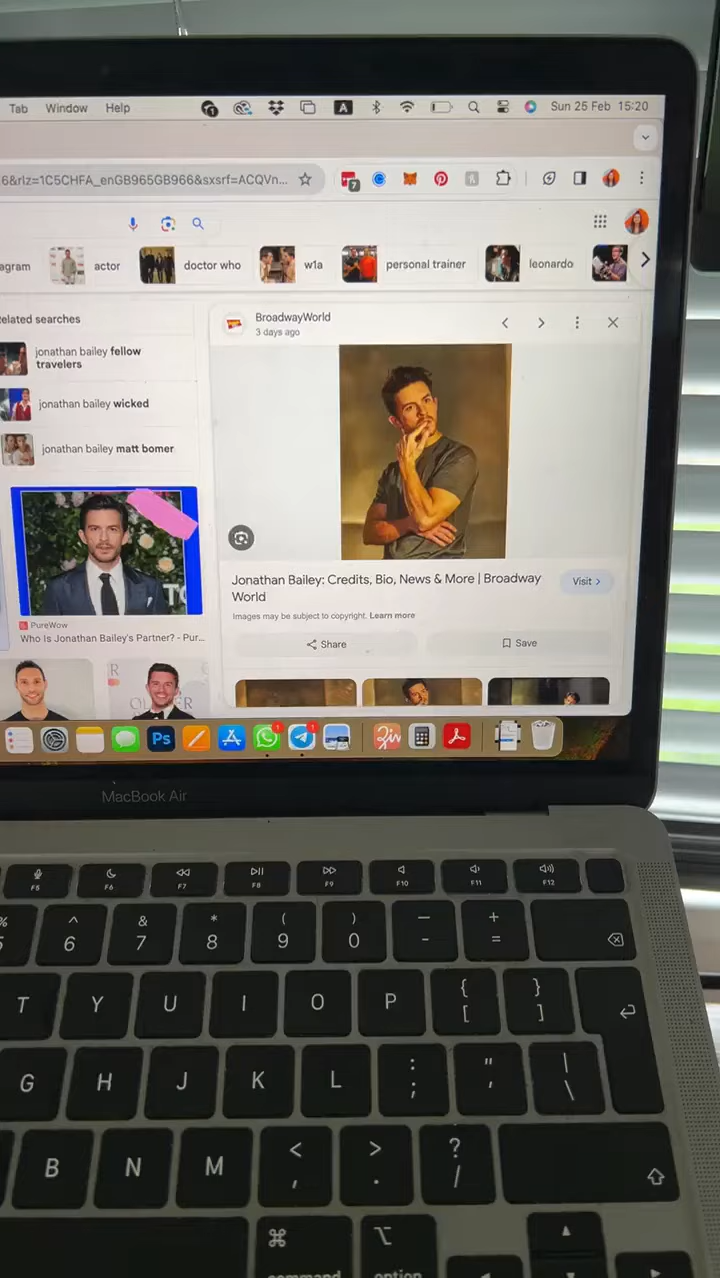 Tab Window Help Sun 25 Feb 15:20
6&rlz=1C5CHFA_enGB965GB966&sxsrf=ACQVn...
7
agram actor doctor who w1a personal trainer leonardo
elated searches
jonathan bailey fellow
travelers
jonathan bailey wicked
jonathan bailey matt bomer
PureWow
Who Is Jonathan Bailey's Partner? - Pur...
BroadwayWorld
3 days ago
Jonathan Bailey: Credits, Bio, News & More | Broadway
World
Visit >
Images may be subject to copyright. Learn more
Share
Save
Ps
MacBook Air
F5 F6 F7 F8 F9 F10 F11 F12
^ & * ( ) — +
5 6 7 8 9 0 - =
T Y U I O P { }
[ ]
G H J K L : " |
; ' \
B N M < > ?
, . /
⌘ ⌥
command option